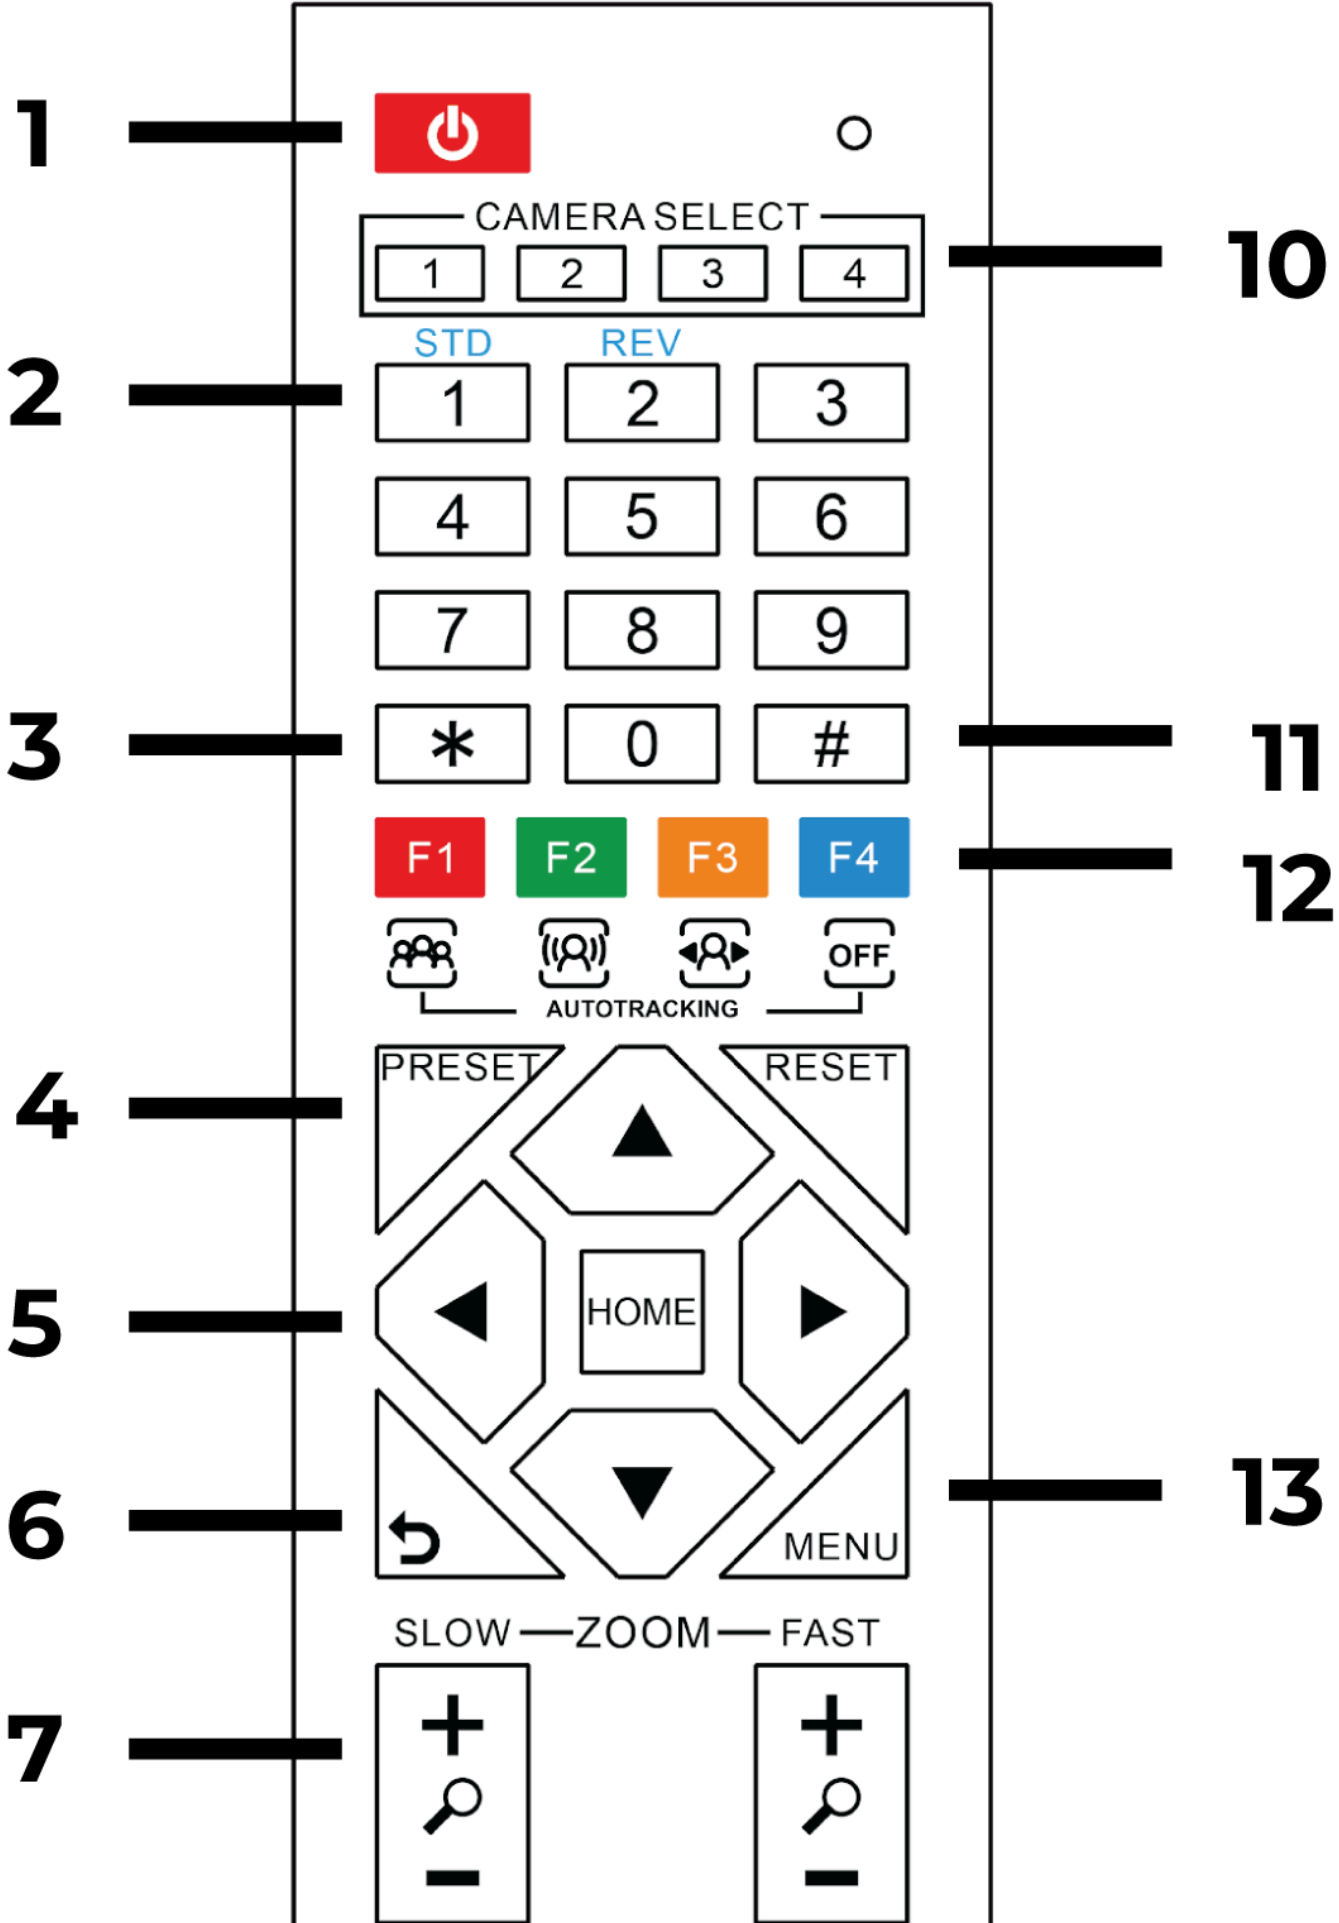 1
CAMERA SELECT
1 2 3 4
10
STD REV
2
1 2 3
4 5 6
7 8 9
3
* 0 #
11
F1 F2 F3 F4
12
OFF
AUTOTRACKING
PRESET RESET
4
5
HOME
6
13
MENU
SLOW — ZOOM — FAST
+ +
7
- -